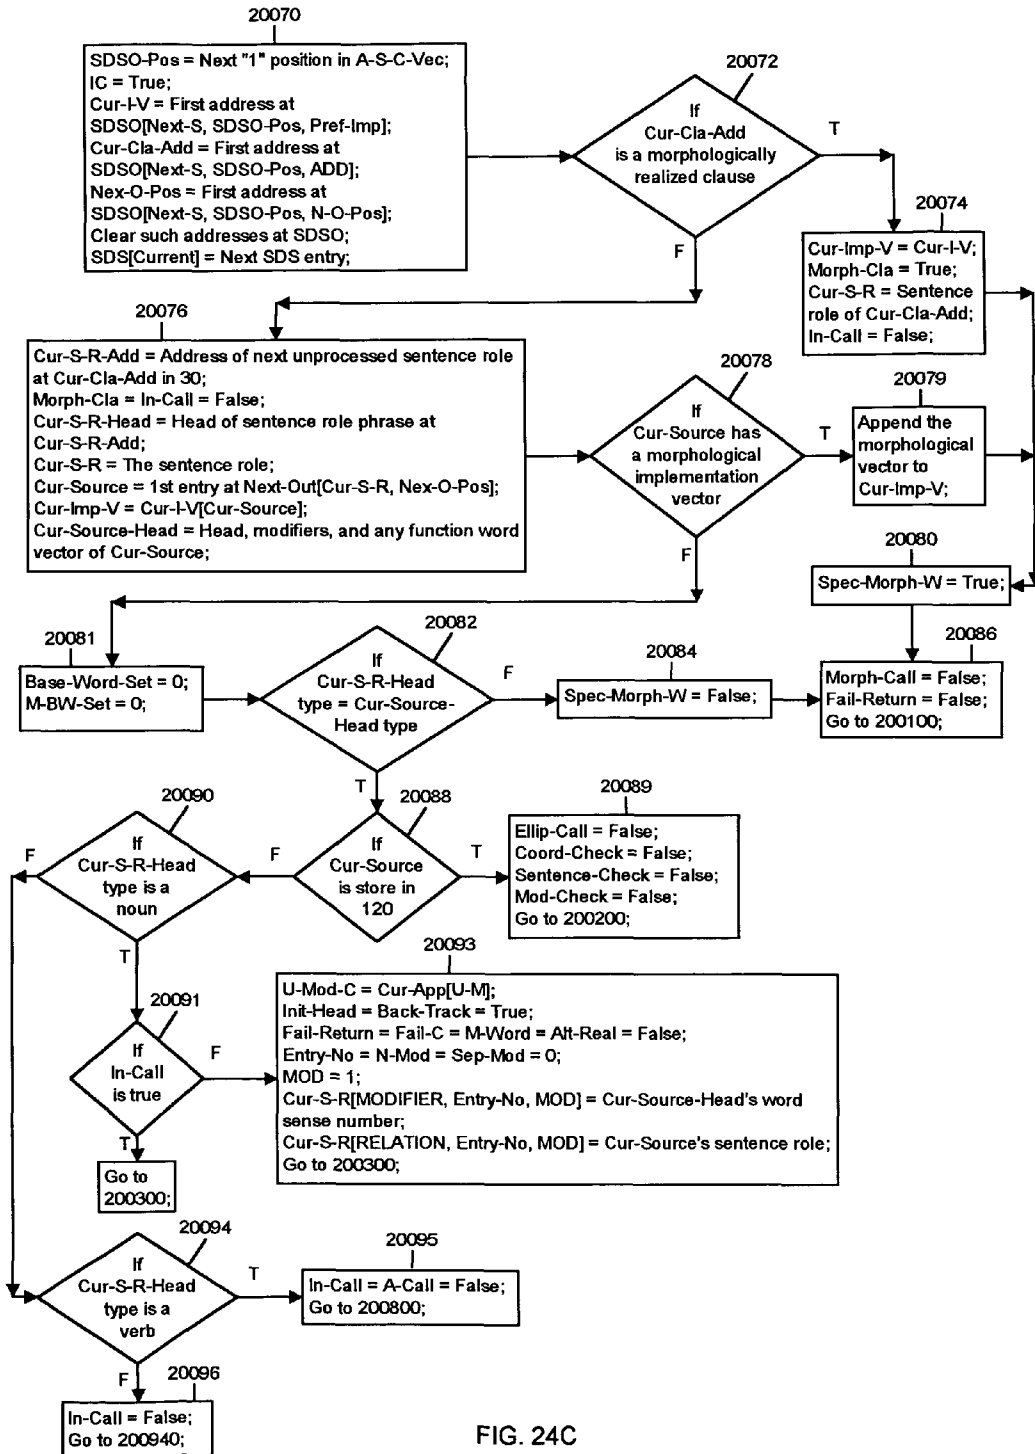 20070
SDSO-Pos = Next "1" position in A-S-C-Vec;
IC = True;
Cur-I-V = First address at
SDSO[Next-S, SDSO-Pos, Pref-Imp];
Cur-Cla-Add = First address at
SDSO[Next-S, SDSO-Pos, ADD];
Nex-O-Pos = First address at
SDSO[Next-S, SDSO-Pos, N-O-Pos];
Clear such addresses at SDSO;
SDS[Current] = Next SDS entry;
20072
If
Cur-Cla-Add
is a morphologically
realized clause
T
F
20074
Cur-Imp-V = Cur-I-V;
Morph-Cla = True;
Cur-S-R = Sentence
role of Cur-Cla-Add;
In-Call = False;
20076
Cur-S-R-Add = Address of next unprocessed sentence role
at Cur-Cla-Add in 30;
Morph-Cla = In-Call = False;
Cur-S-R-Head = Head of sentence role phrase at
Cur-S-R-Add;
Cur-S-R = The sentence role;
Cur-Source = 1st entry at Next-Out[Cur-S-R, Nex-O-Pos];
Cur-Imp-V = Cur-I-V[Cur-Source];
Cur-Source-Head = Head, modifiers, and any function word
vector of Cur-Source;
20078
If
Cur-Source has
a morphological
implementation
vector
T
F
20079
Append the
morphological
vector to
Cur-Imp-V;
20080
Spec-Morph-W = True;
20081
Base-Word-Set = 0;
M-BW-Set = 0;
20082
If
Cur-S-R-Head
type = Cur-Source-
Head type
F
T
20084
Spec-Morph-W = False;
20086
Morph-Call = False;
Fail-Return = False;
Go to 200100;
20088
If
Cur-Source
is store in
120
F
T
20089
Ellip-Call = False;
Coord-Check = False;
Sentence-Check = False;
Mod-Check = False;
Go to 200200;
20090
If
Cur-S-R-Head
type is a
noun
F
T
20091
If
In-Call
is true
F
T
Go to
200300;
20093
U-Mod-C = Cur-App[U-M];
Init-Head = Back-Track = True;
Fail-Return = Fail-C = M-Word = Alt-Real = False;
Entry-No = N-Mod = Sep-Mod = 0;
MOD = 1;
Cur-S-R[MODIFIER, Entry-No, MOD] = Cur-Source-Head's word
sense number;
Cur-S-R[RELATION, Entry-No, MOD] = Cur-Source's sentence role;
Go to 200300;
20094
If
Cur-S-R-Head
type is a
verb
T
F
20095
In-Call = A-Call = False;
Go to 200800;
20096
In-Call = False;
Go to 200940;
FIG. 24C